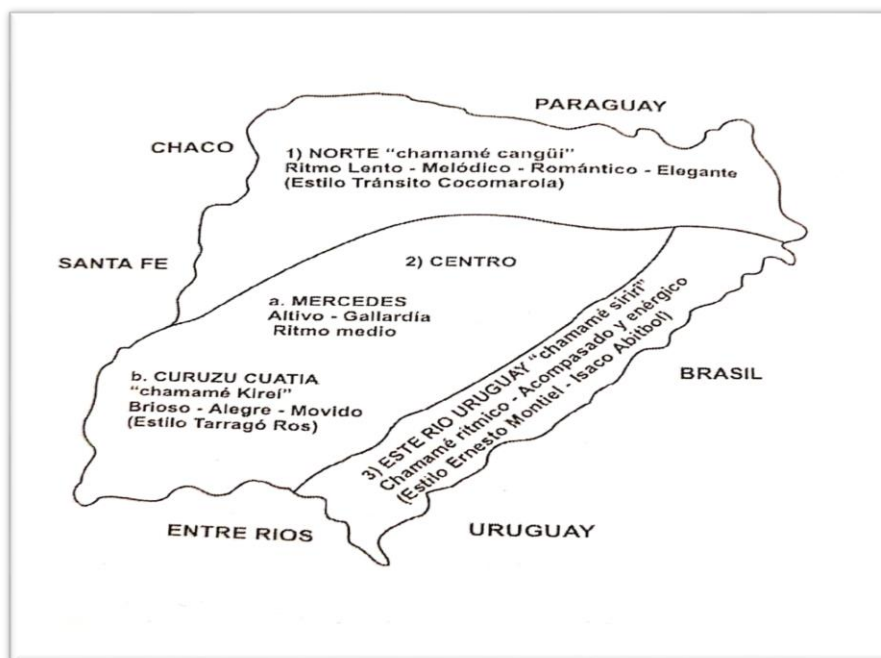 PARAGUAY
CHACO
1) NORTE “chamamé cangüi”
Ritmo Lento - Melódico - Romántico - Elegante
(Estilo Tránsito Cocomarola)
SANTA FE
2) CENTRO
a. MERCEDES
Altivo - Gallardía
Ritmo medio
b. CURUZU CUATIA
“chamamé Kireí”
Brioso - Alegre - Movido
(Estilo Tarragó Ros)
3) ESTE RIO URUGUAY “chamamé sirirí”
Chamamé rítmico - Acompasado y enérgico
(Estilo Ernesto Montiel - Isaco Abitbol)
BRASIL
ENTRE RIOS
URUGUAY